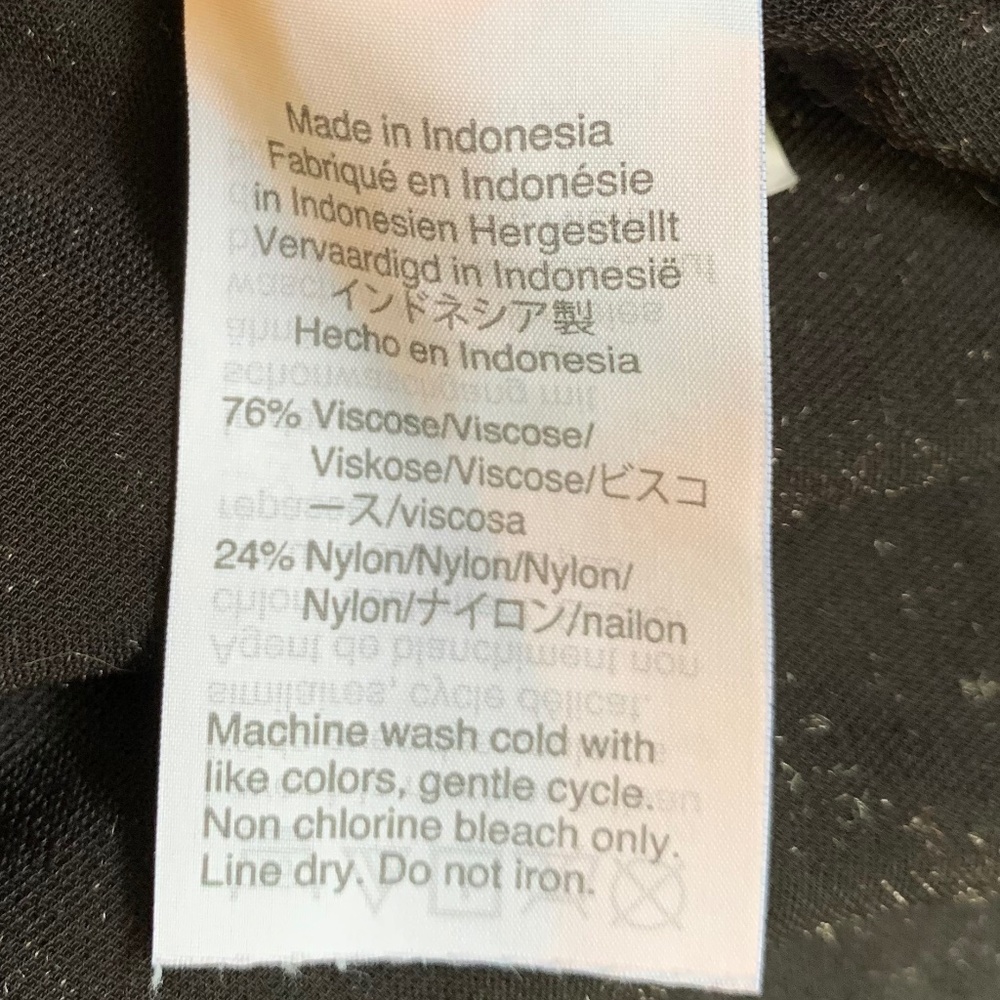 Made in Indonesia
Fabriqué en Indonésie
in Indonesien Hergestellt
Vervaardigd in Indonesië
インドネシア製
Hecho en Indonesia
76% Viscose/Viscose/
Viskose/Viscose/ビスコ
ース/viscosa
24% Nylon/Nylon/Nylon/
Nylon/ナイロン/nailon
Machine wash cold with
like colors, gentle cycle.
Non chlorine bleach only.
Line dry. Do not iron.